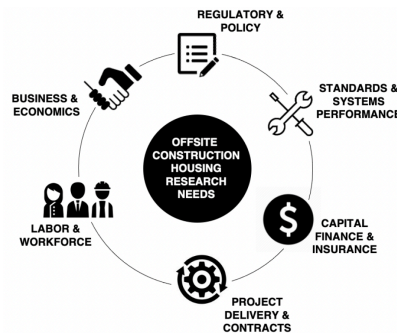 REGULATORY &
POLICY
STANDARDS &
SYSTEMS
PERFORMANCE
CAPITAL
FINANCE &
INSURANCE
PROJECT
DELIVERY &
CONTRACTS
LABOR &
WORKFORCE
BUSINESS &
ECONOMICS
OFFSITE
CONSTRUCTION
HOUSING
RESEARCH
NEEDS
$